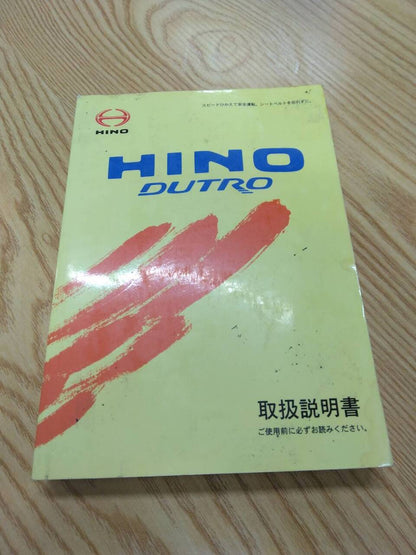 スピードひかえて安全運転。シートベルトを忘れずに。
HINO
HINO
DUTRO
取扱説明書
ご使用前に必ずお読みください。